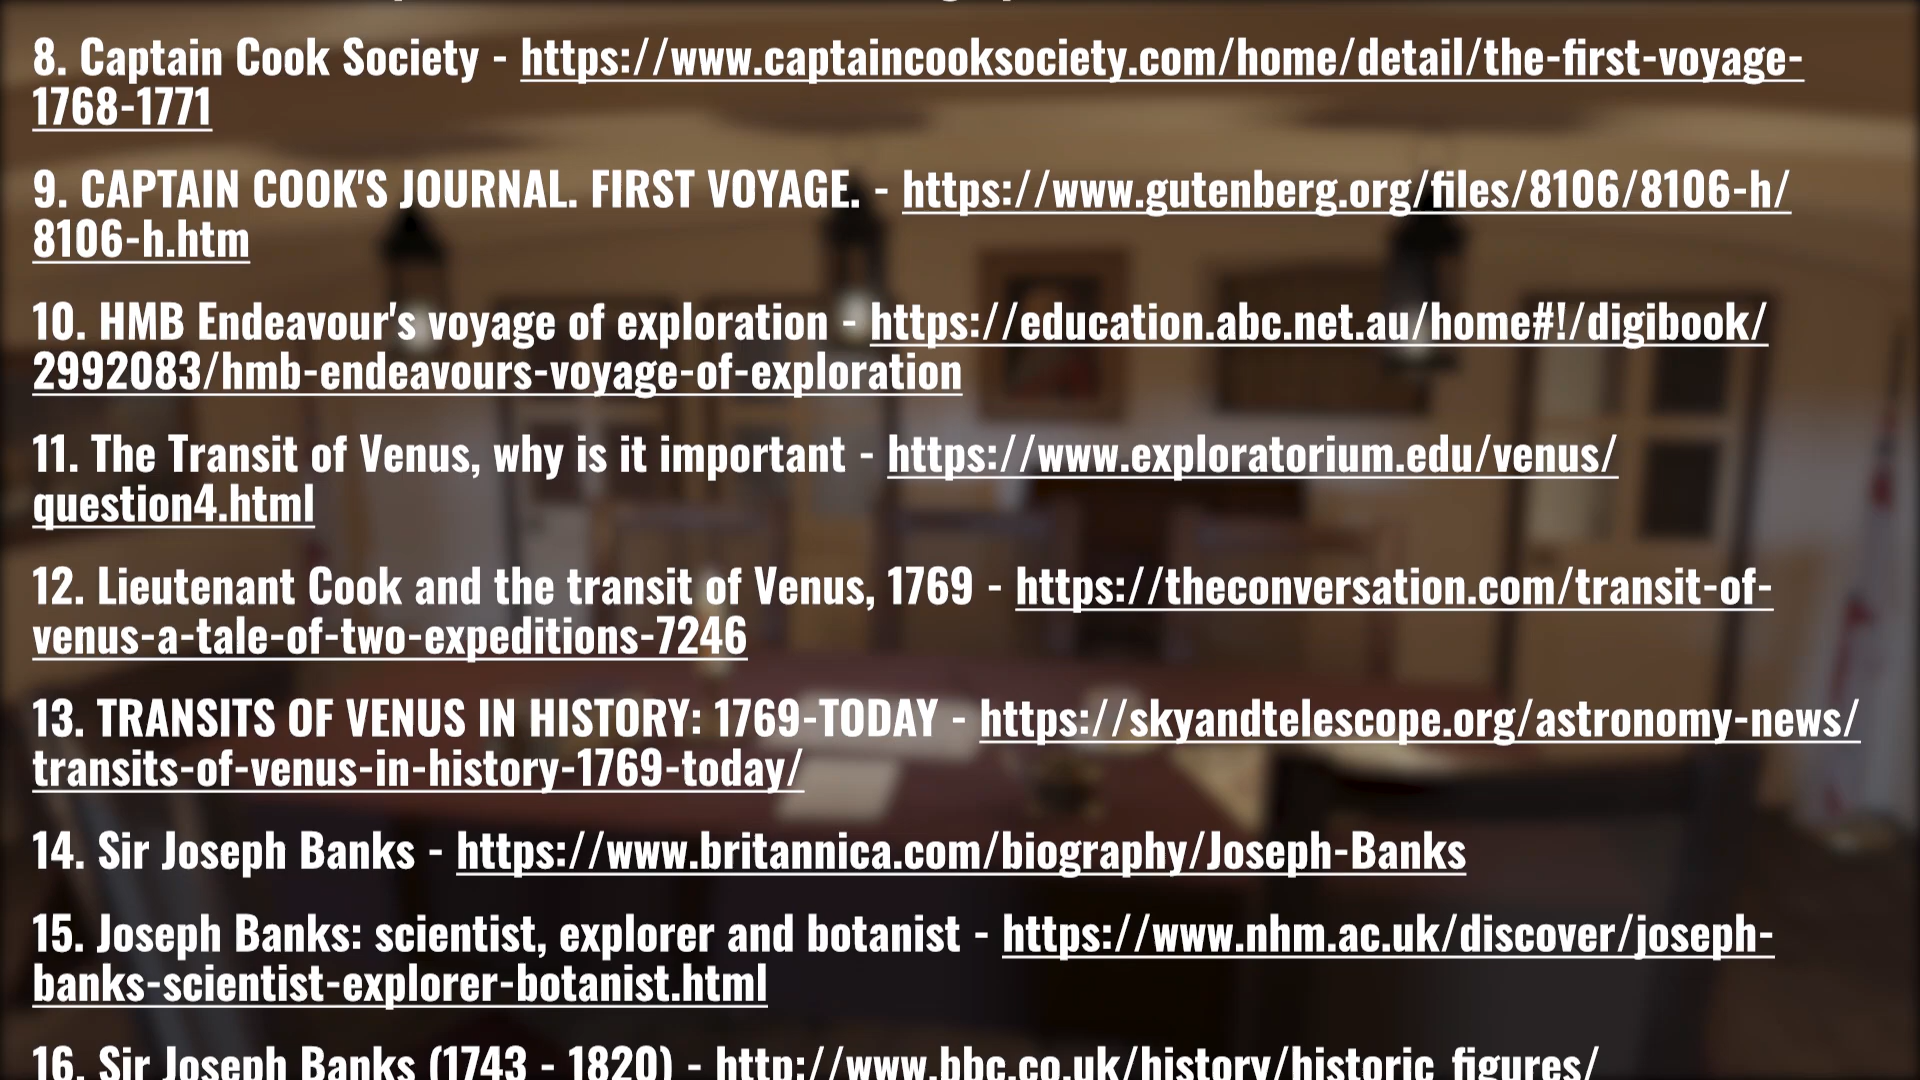 8. Captain Cook Society - https://www.captaincooksociety.com/home/detail/the-first-voyage-
1768-1771
9. CAPTAIN COOK'S JOURNAL. FIRST VOYAGE. - https://www.gutenberg.org/files/8106/8106-h/
8106-h.htm
10. HMB Endeavour's voyage of exploration - https://education.abc.net.au/home#!/digibook/
2992083/hmb-endeavours-voyage-of-exploration
11. The Transit of Venus, why is it important - https://www.exploratorium.edu/venus/
question4.html
12. Lieutenant Cook and the transit of Venus, 1769 - https://theconversation.com/transit-of-
venus-a-tale-of-two-expeditions-7246
13. TRANSITS OF VENUS IN HISTORY: 1769-TODAY - https://skyandtelescope.org/astronomy-news/
transits-of-venus-in-history-1769-today/
14. Sir Joseph Banks - https://www.britannica.com/biography/Joseph-Banks
15. Joseph Banks: scientist, explorer and botanist - https://www.nhm.ac.uk/discover/joseph-
banks-scientist-explorer-botanist.html
16. Sir Joseph Banks (1743 - 1820) - http://www.bbc.co.uk/history/historic_figures/